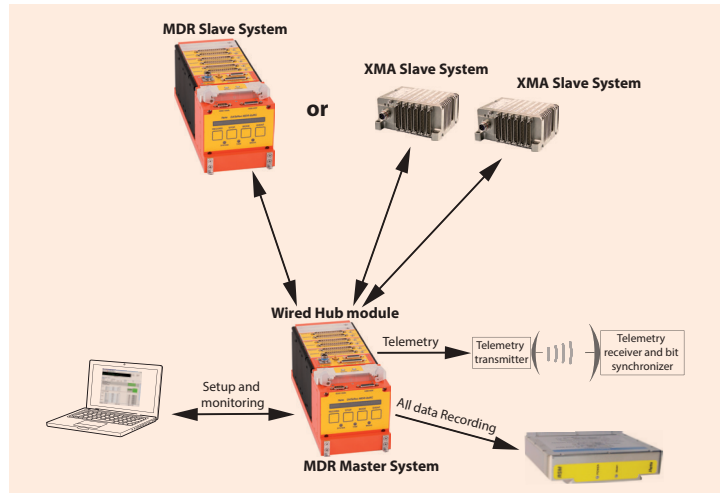 MDR Slave System
XMA Slave System
XMA Slave System
or
Wired Hub module
Telemetry
Telemetry
transmitter
Telemetry
receiver and bit
synchronizer
Setup and
monitoring
All data Recording
MDR Master System